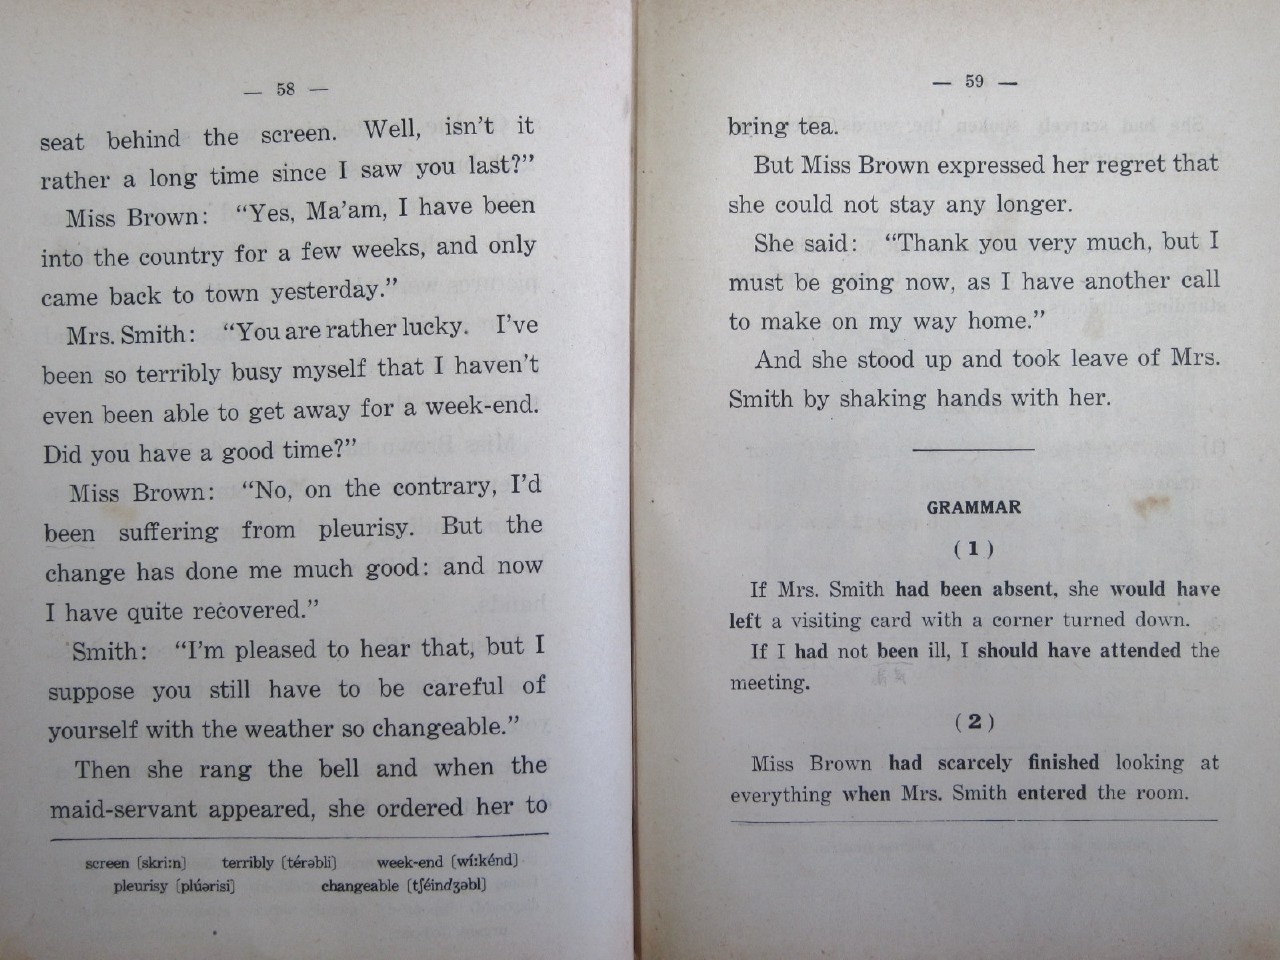 — 58 —
seat behind the screen. Well, isn't it
rather a long time since I saw you last?"
Miss Brown: "Yes, Ma'am, I have been
into the country for a few weeks, and only
came back to town yesterday."
Mrs. Smith: "You are rather lucky. I've
been so terribly busy myself that I haven't
even been able to get away for a week-end.
Did you have a good time?"
Miss Brown: "No, on the contrary, I'd
been suffering from pleurisy. But the
change has done me much good: and now
I have quite recovered."
Smith: "I'm pleased to hear that, but I
suppose you still have to be careful of
yourself with the weather so changeable."
Then she rang the bell and when the
maid-servant appeared, she ordered her to
screen [skri:n] terribly [térəbli] week-end [wí:kénd]
pleurisy [plúərisi] changeable [tʃéindʒəbl]
— 59 —
bring tea.
But Miss Brown expressed her regret that
she could not stay any longer.
She said: "Thank you very much, but I
must be going now, as I have another call
to make on my way home."
And she stood up and took leave of Mrs.
Smith by shaking hands with her.
GRAMMAR
(1)
If Mrs. Smith had been absent, she would have
left a visiting card with a corner turned down.
If I had not been ill, I should have attended the
meeting.
(2)
Miss Brown had scarcely finished looking at
everything when Mrs. Smith entered the room.